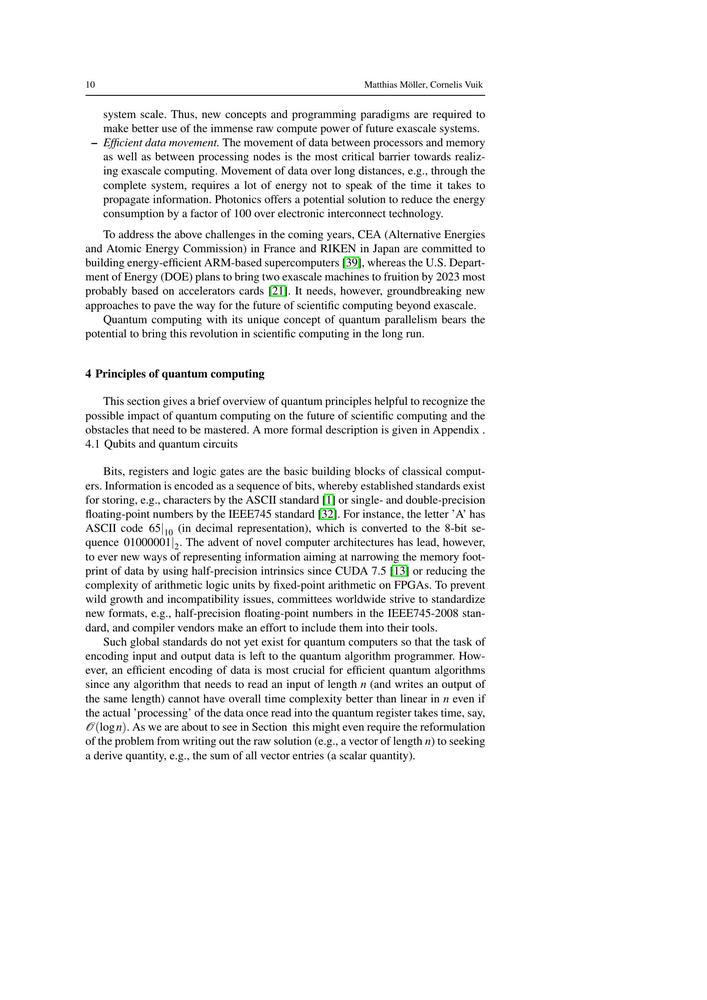 10 Matthias Möller, Cornelis Vuik
system scale. Thus, new concepts and programming paradigms are required to
make better use of the immense raw compute power of future exascale systems.
– Efficient data movement. The movement of data between processors and memory
as well as between processing nodes is the most critical barrier towards realiz-
ing exascale computing. Movement of data over long distances, e.g., through the
complete system, requires a lot of energy not to speak of the time it takes to
propagate information. Photonics offers a potential solution to reduce the energy
consumption by a factor of 100 over electronic interconnect technology.
To address the above challenges in the coming years, CEA (Alternative Energies
and Atomic Energy Commission) in France and RIKEN in Japan are committed to
building energy-efficient ARM-based supercomputers [39], whereas the U.S. Depart-
ment of Energy (DOE) plans to bring two exascale machines to fruition by 2023 most
probably based on accelerators cards [21]. It needs, however, groundbreaking new
approaches to pave the way for the future of scientific computing beyond exascale.
Quantum computing with its unique concept of quantum parallelism bears the
potential to bring this revolution in scientific computing in the long run.
4 Principles of quantum computing
This section gives a brief overview of quantum principles helpful to recognize the
possible impact of quantum computing on the future of scientific computing and the
obstacles that need to be mastered. A more formal description is given in Appendix .
4.1 Qubits and quantum circuits
Bits, registers and logic gates are the basic building blocks of classical comput-
ers. Information is encoded as a sequence of bits, whereby established standards exist
for storing, e.g., characters by the ASCII standard [1] or single- and double-precision
floating-point numbers by the IEEE745 standard [32]. For instance, the letter 'A' has
ASCII code 65|₁₀ (in decimal representation), which is converted to the 8-bit se-
quence 01000001|₂. The advent of novel computer architectures has lead, however,
to ever new ways of representing information aiming at narrowing the memory foot-
print of data by using half-precision intrinsics since CUDA 7.5 [13] or reducing the
complexity of arithmetic logic units by fixed-point arithmetic on FPGAs. To prevent
wild growth and incompatibility issues, committees worldwide strive to standardize
new formats, e.g., half-precision floating-point numbers in the IEEE745-2008 stan-
dard, and compiler vendors make an effort to include them into their tools.
Such global standards do not yet exist for quantum computers so that the task of
encoding input and output data is left to the quantum algorithm programmer. How-
ever, an efficient encoding of data is most crucial for efficient quantum algorithms
since any algorithm that needs to read an input of length n (and writes an output of
the same length) cannot have overall time complexity better than linear in n even if
the actual 'processing' of the data once read into the quantum register takes time, say,
𝒪(log n). As we are about to see in Section this might even require the reformulation
of the problem from writing out the raw solution (e.g., a vector of length n) to seeking
a derive quantity, e.g., the sum of all vector entries (a scalar quantity).